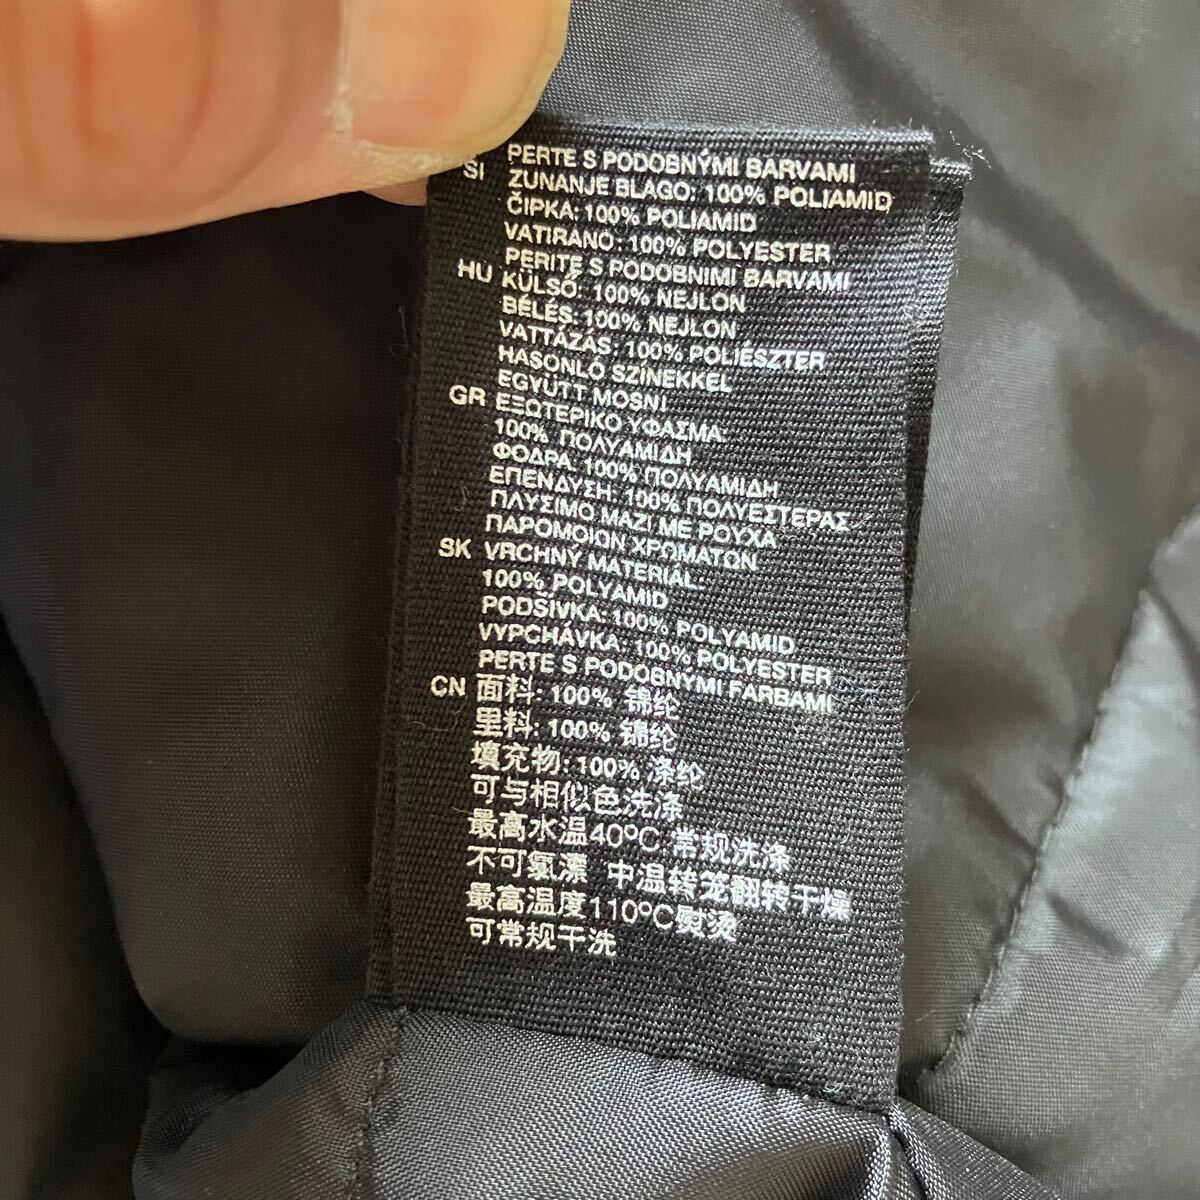 PERTE S PODOBNÝMI BARVAMI
SI ZUNANJE BLAGO: 100% POLIAMID
ČIPKA: 100% POLIAMID
VATIRANO: 100% POLYESTER
PERITE S PODOBNIMI BARVAMI
HU KÜLSŐ: 100% NEJLON
BÉLÉS: 100% NEJLON
VATTÁZÁS: 100% POLIÉSZTER
HASONLÓ SZÍNEKKEL
EGYÜTT MOSNI
GR ΕΞΩΤΕΡΙΚΟ ΥΦΑΣΜΑ:
100% ΠΟΛΥΑΜΙΔΗ
ΦΟΔΡΑ: 100% ΠΟΛΥΑΜΙΔΗ
ΕΠΕΝΔΥΣΗ: 100% ΠΟΛΥΕΣΤΕΡΑΣ
ΠΛΥΣΙΜΟ ΜΑΖΙ ΜΕ ΡΟΥΧΑ
ΠΑΡΟΜΟΙΩΝ ΧΡΩΜΑΤΩΝ
SK VRCHNÝ MATERIÁL:
100% POLYAMID
PODŠÍVKA: 100% POLYAMID
VYPCHÁVKA: 100% POLYESTER
PERTE S PODOBNYMI FARBAMI
CN 面料: 100% 锦纶
里料: 100% 锦纶
填充物: 100% 涤纶
可与相似色洗涤
最高水温40ºC 常规洗涤
不可氯漂 中温转笼翻转干燥
最高温度110ºC熨烫
可常规干洗